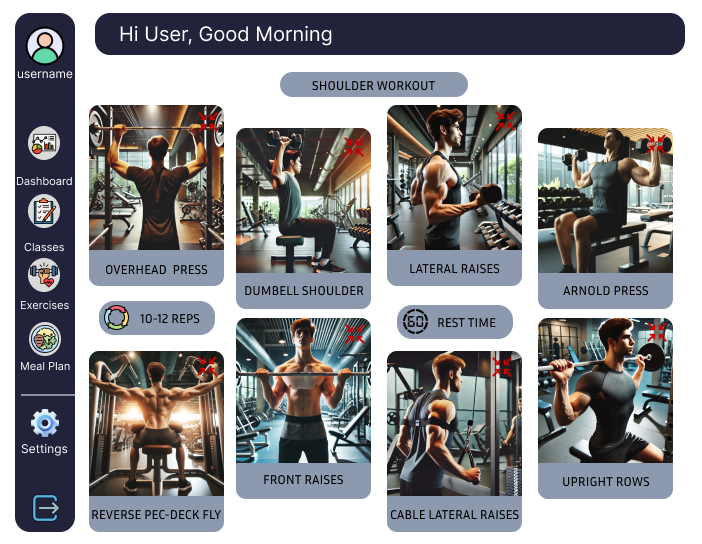 Hi User, Good Morning
username
Dashboard
Classes
Exercises
Meal Plan
Settings
SHOULDER WORKOUT
OVERHEAD PRESS
DUMBELL SHOULDER
LATERAL RAISES
ARNOLD PRESS
10-12 REPS
60 REST TIME
REVERSE PEC-DECK FLY
FRONT RAISES
CABLE LATERAL RAISES
UPRIGHT ROWS